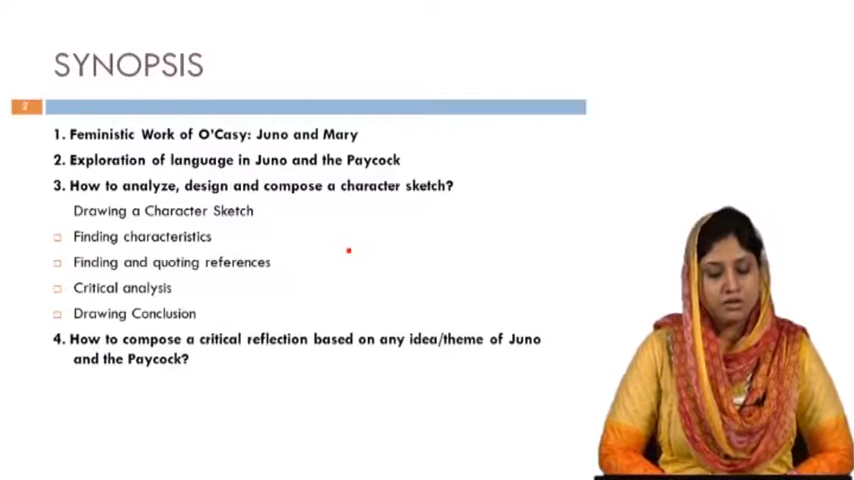 SYNOPSIS
2
1. Feministic Work of O'Casy: Juno and Mary
2. Exploration of language in Juno and the Paycock
3. How to analyze, design and compose a character sketch?
Drawing a Character Sketch
Finding characteristics
Finding and quoting references
Critical analysis
Drawing Conclusion
4. How to compose a critical reflection based on any idea/theme of Juno
and the Paycock?